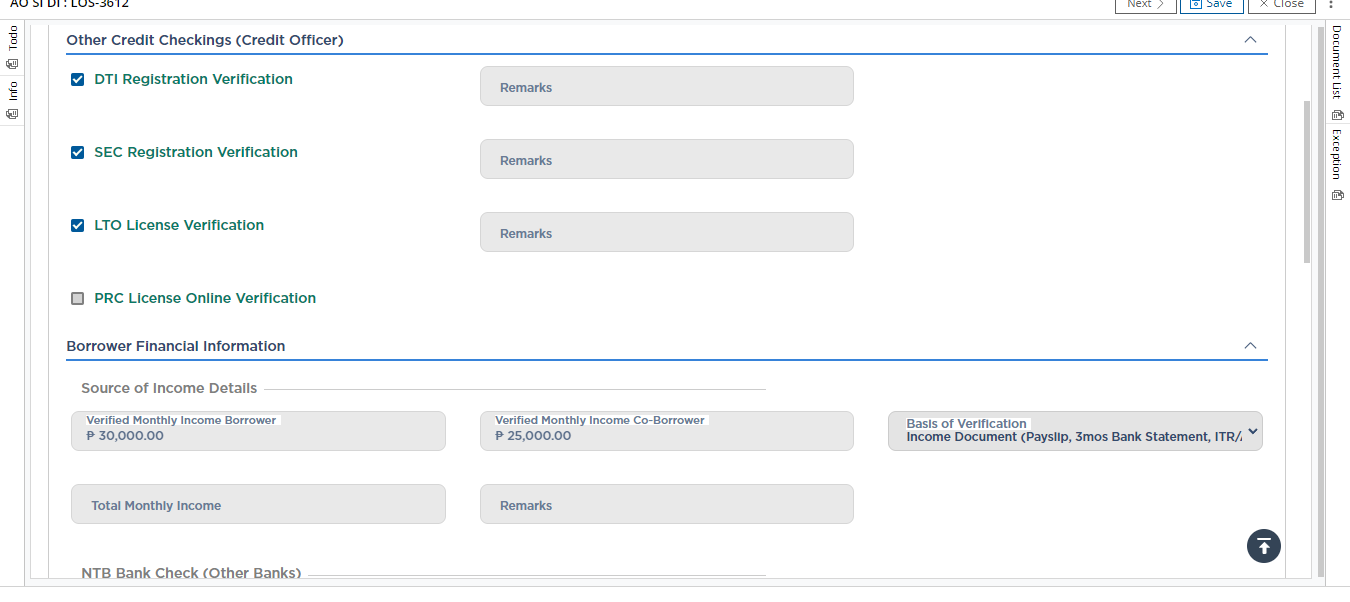 AO SI DI : LOS-3612
Next
Save
Close
Todo
Info
Document List
Exception
Other Credit Checkings (Credit Officer)
DTI Registration Verification
Remarks
SEC Registration Verification
Remarks
LTO License Verification
Remarks
PRC License Online Verification
Borrower Financial Information
Source of Income Details
Verified Monthly Income Borrower
₱ 30,000.00
Verified Monthly Income Co-Borrower
₱ 25,000.00
Basis of Verification
Income Document (Payslip, 3mos Bank Statement, ITR/
Total Monthly Income
Remarks
NTB Bank Check (Other Banks)